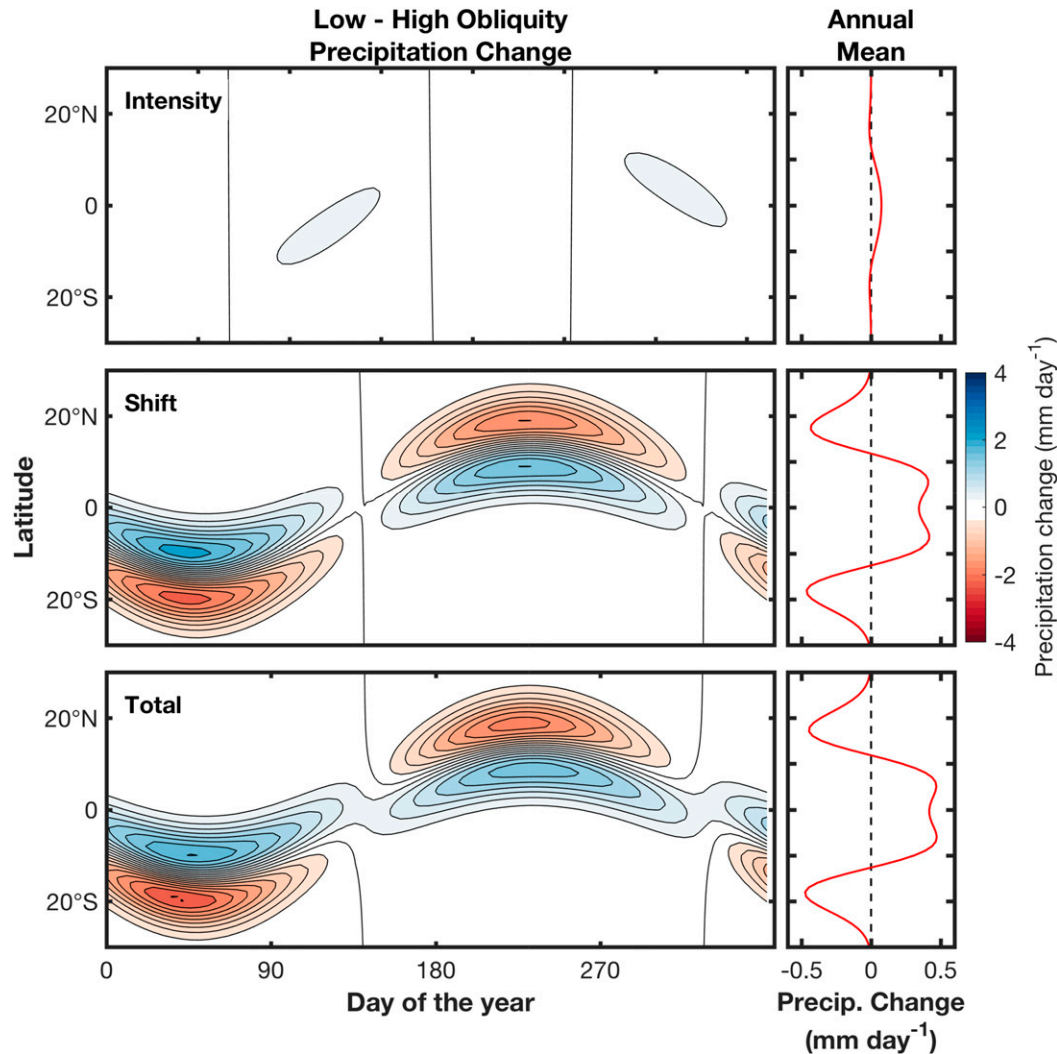 Low - High Obliquity
Precipitation Change
Annual
Mean
Intensity
20°N
0
20°S
Shift
20°N
0
20°S
Total
20°N
0
20°S
Latitude
0
90
180
270
Day of the year
-0.5
0
0.5
Precip. Change
(mm day⁻¹)
4
2
0
-2
-4
Precipitation change (mm day⁻¹)